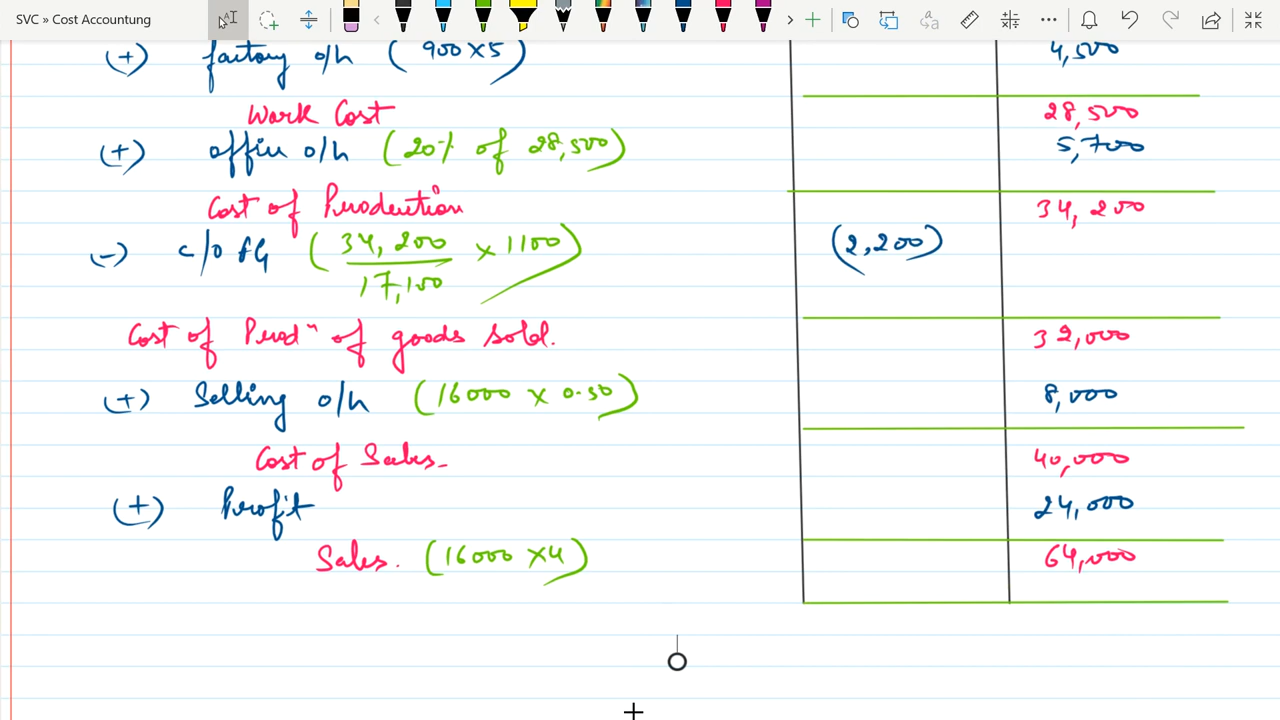 SVC » Cost Accountung
(+) factory o/h (900 x 5) 4,500
Work Cost 28,500
(+) office o/h (20% of 28,500) 5,700
Cost of Production 34,200
(-) c/o FG (34,200 / 17,100 x 1100) (2,200)
Cost of Prodⁿ of goods sold. 32,000
(+) Selling o/h (16000 x 0.50) 8,000
Cost of Sales- 40,000
(+) Profit 24,000
Sales. (16000 x 4) 64,000